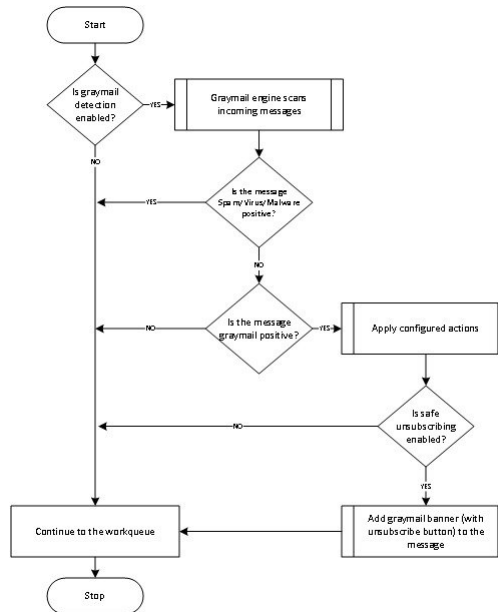 Start
Is graymail
detection
enabled?
YES
Graymail engine scans
incoming messages
NO
Is the message
Spam/Virus/Malware
positive?
YES
NO
Is the message
graymail positive?
NO
YES
Apply configured actions
Is safe
unsubscribing
enabled?
NO
YES
Continue to the workqueue
Add graymail banner (with
unsubscribe button) to the
message
Stop